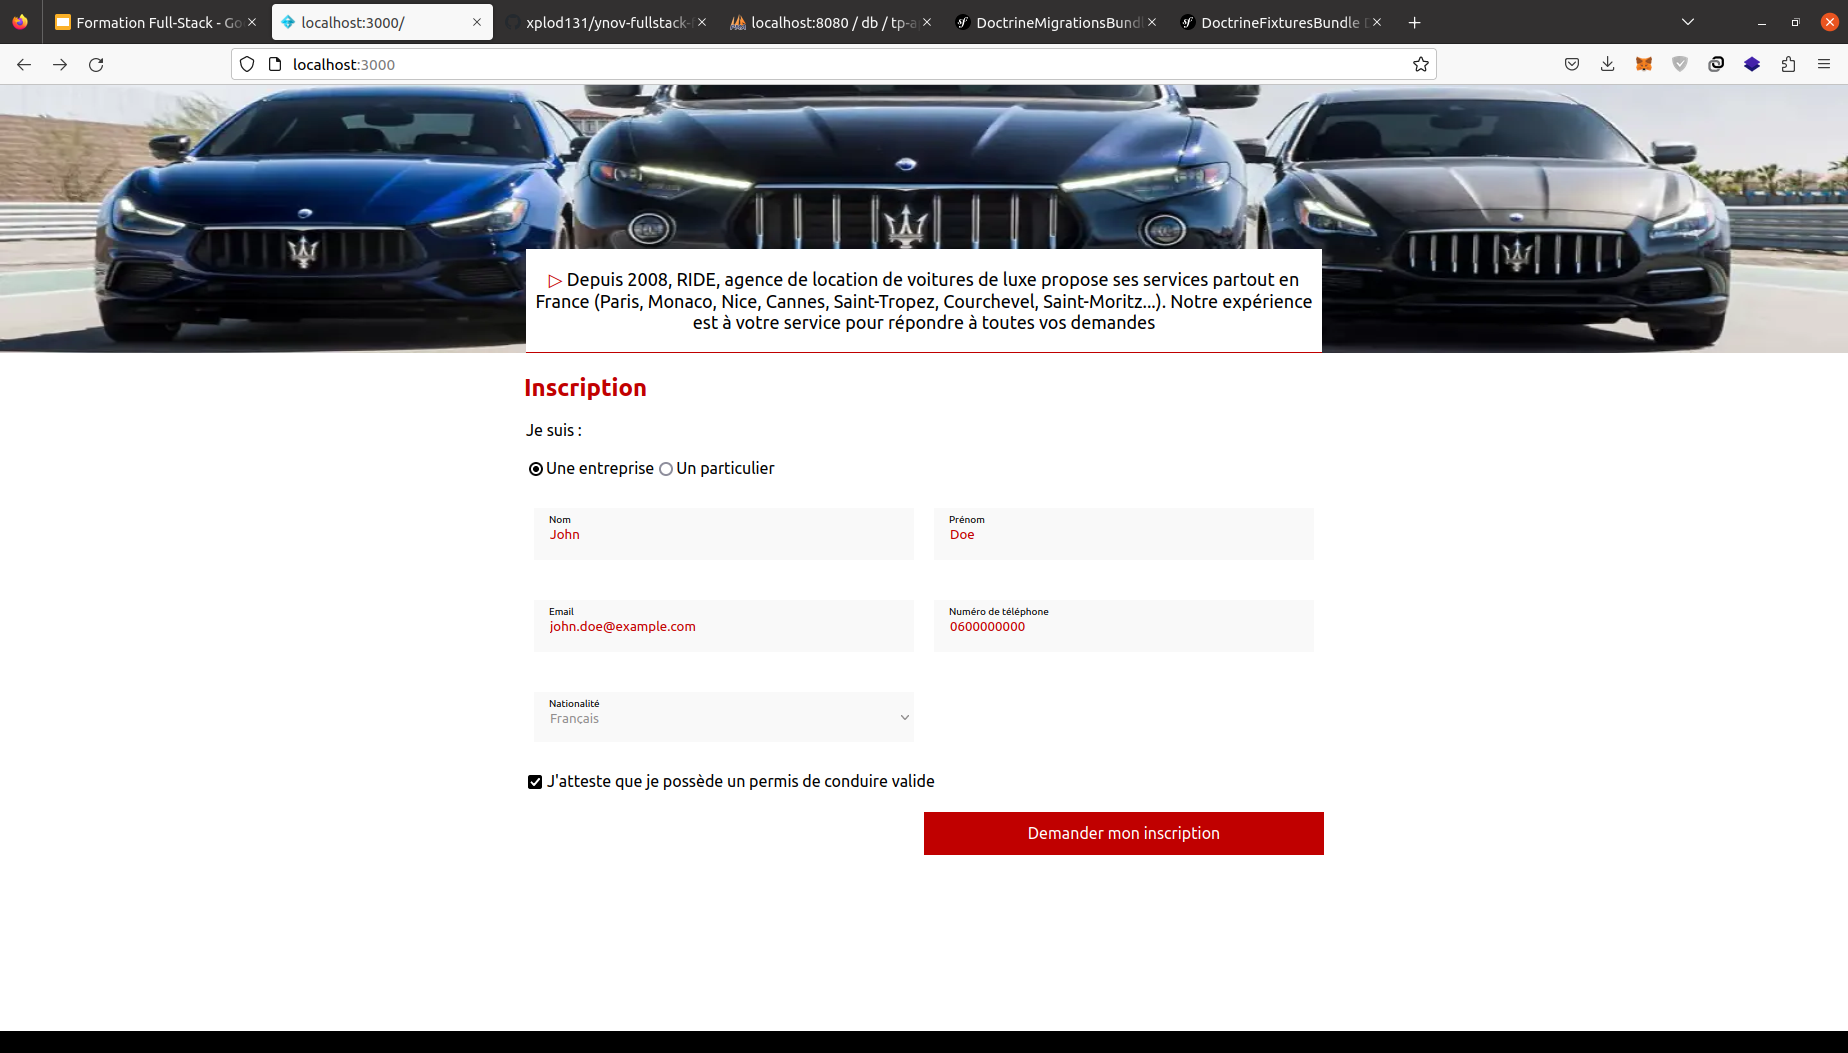 Formation Full-Stack - Go
localhost:3000/
xplod131/ynov-fullstack-
localhost:8080 / db / tp-a
DoctrineMigrationsBundl
DoctrineFixturesBundle D
localhost:3000
▷ Depuis 2008, RIDE, agence de location de voitures de luxe propose ses services partout en
France (Paris, Monaco, Nice, Cannes, Saint-Tropez, Courchevel, Saint-Moritz...). Notre expérience
est à votre service pour répondre à toutes vos demandes
Inscription
Je suis :
Une entreprise Un particulier
Nom Prénom
John Doe
Email Numéro de téléphone
john.doe@example.com 0600000000
Nationalité
Français
J'atteste que je possède un permis de conduire valide
Demander mon inscription